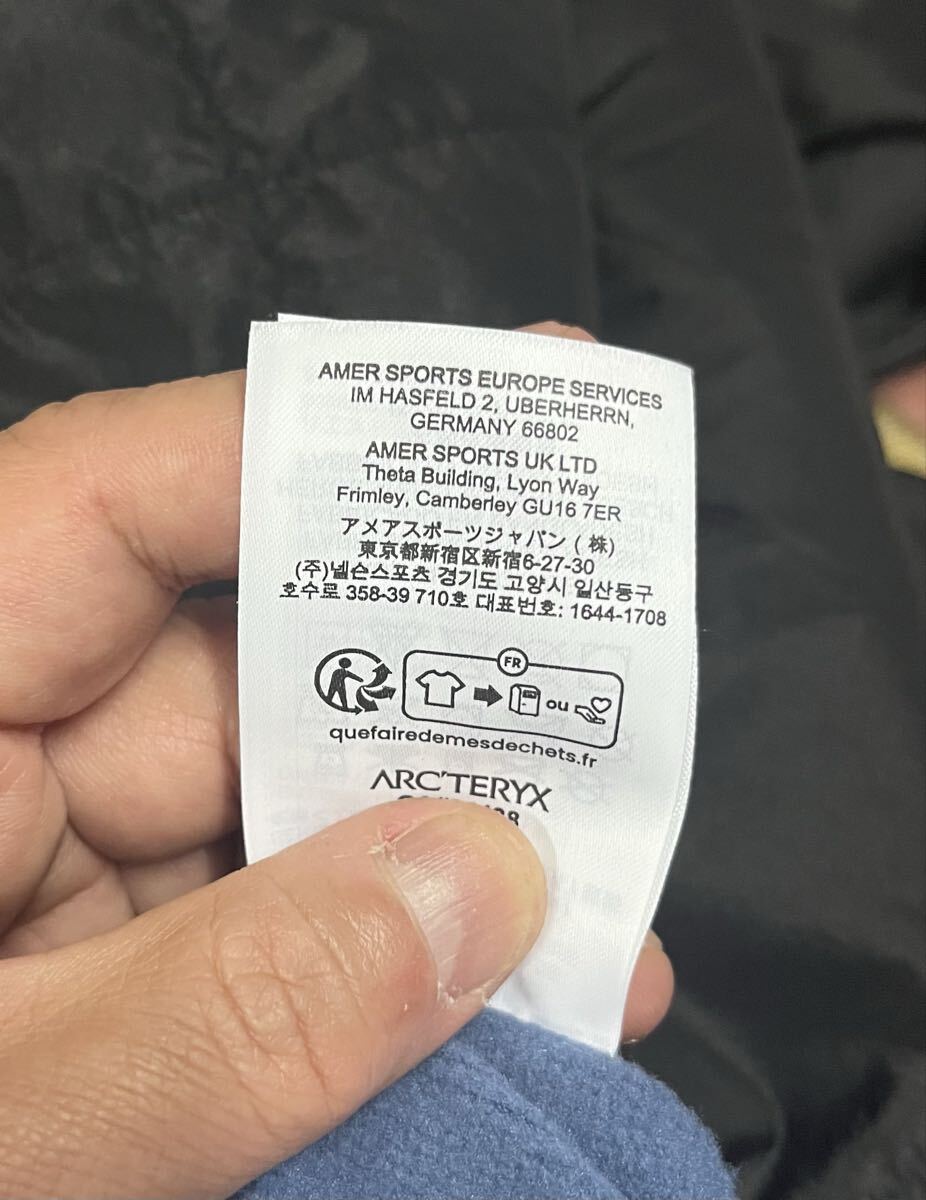 AMER SPORTS EUROPE SERVICES
IM HASFELD 2, UBERHERRN,
GERMANY 66802
AMER SPORTS UK LTD
Theta Building, Lyon Way
Frimley, Camberley GU16 7ER
アメアスポーツジャパン (株)
東京都新宿区新宿6-27-30
(주)넬슨스포츠 경기도 고양시 일산동구
호수로 358-39 710호 대표번호: 1644-1708
FR
ou
quefairedemesdechets.fr
ARC'TERYX